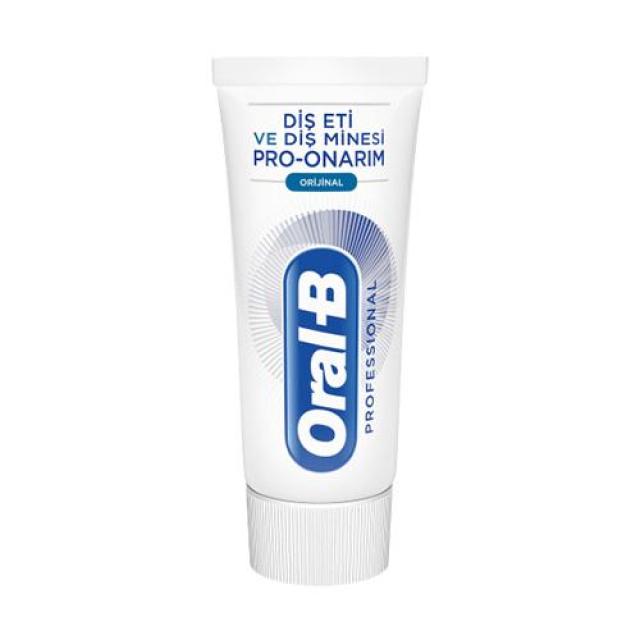 DİŞ ETİ
VE DİŞ MİNESİ
PRO-ONARIM
ORİJİNAL
Oral-B
PROFESSIONAL